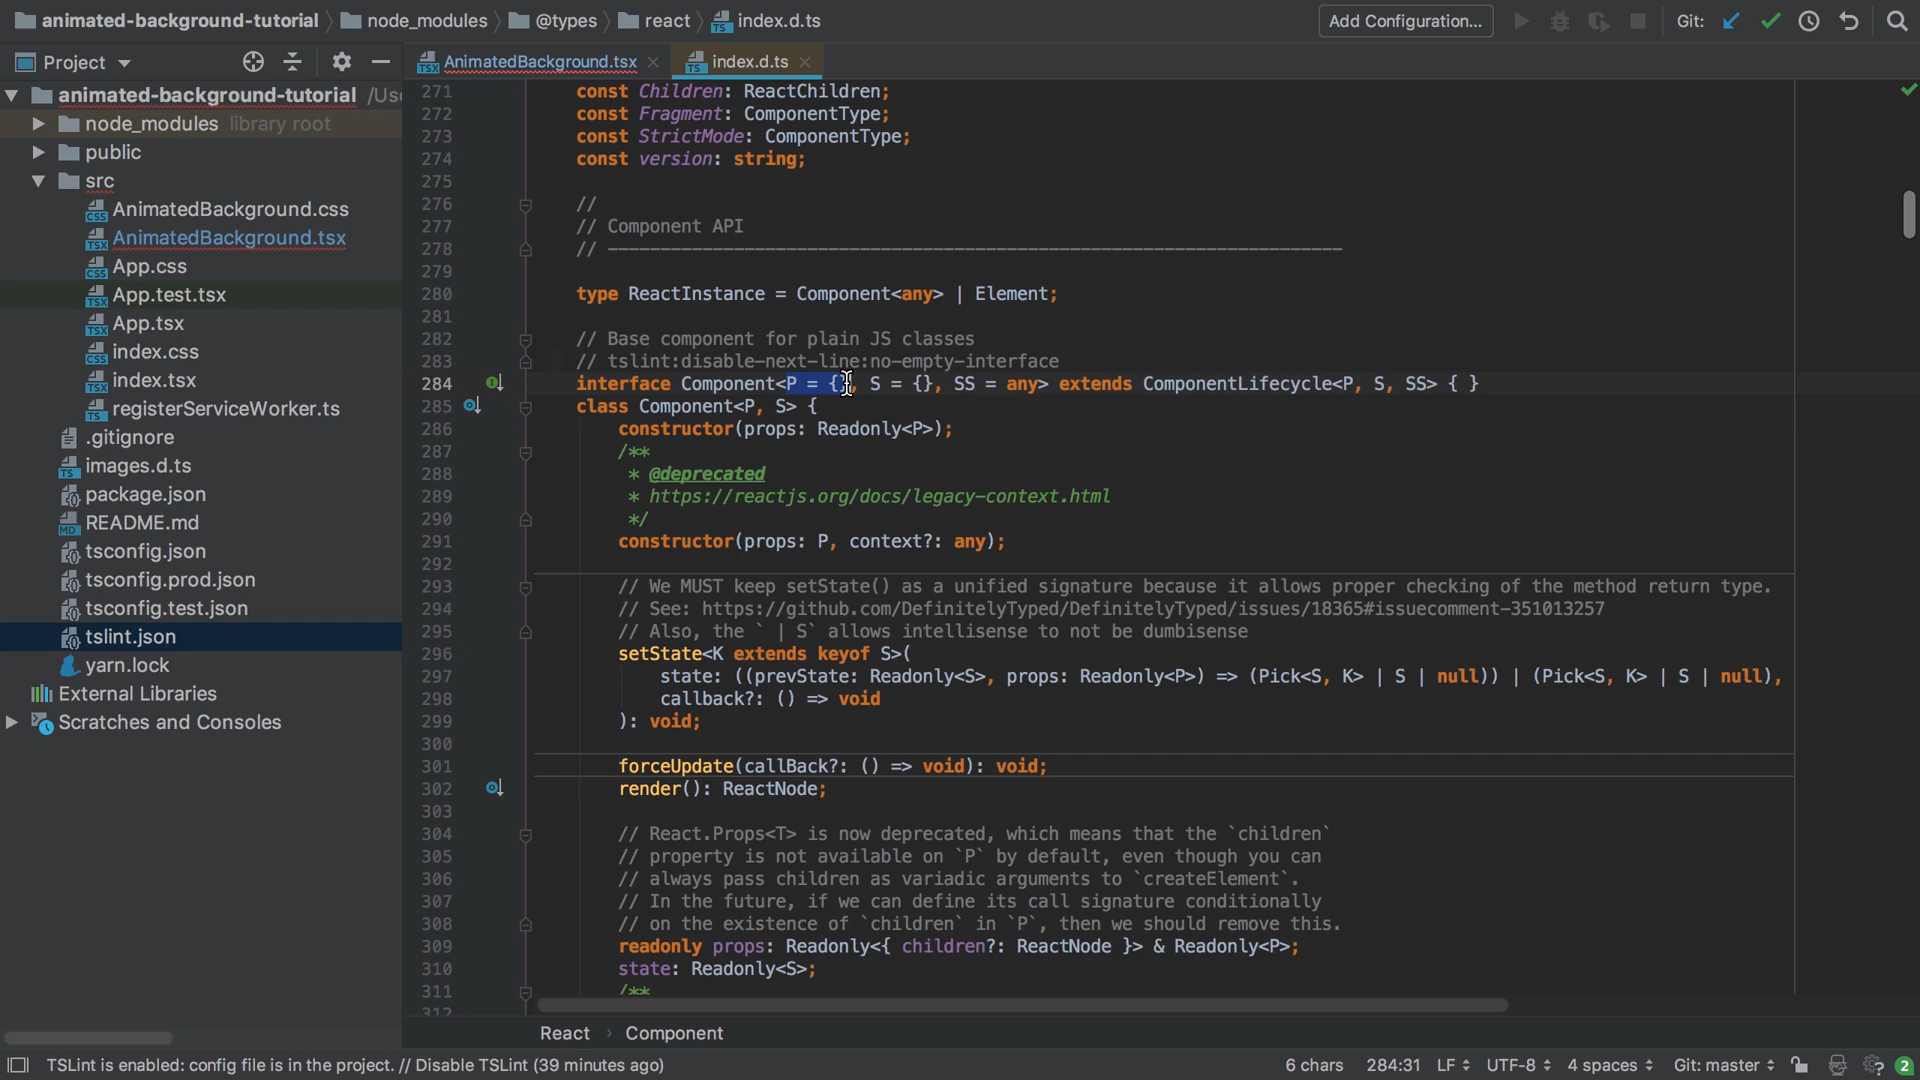 animated-background-tutorial node_modules @types react index.d.ts Add Configuration... Git:
Project
AnimatedBackground.tsx index.d.ts
animated-background-tutorial
node_modules library root
public
src
AnimatedBackground.css
AnimatedBackground.tsx
App.css
App.test.tsx
App.tsx
index.css
index.tsx
registerServiceWorker.ts
.gitignore
images.d.ts
package.json
README.md
tsconfig.json
tsconfig.prod.json
tsconfig.test.json
tslint.json
yarn.lock
External Libraries
Scratches and Consoles
271 const Children: ReactChildren;
272 const Fragment: ComponentType;
273 const StrictMode: ComponentType;
274 const version: string;
275
276 //
277 // Component API
278 // ----------------------------------------------------------------------
279
280 type ReactInstance = Component<any> | Element;
281
282 // Base component for plain JS classes
283 // tslint:disable-next-line:no-empty-interface
284 interface Component<P = {}, S = {}, SS = any> extends ComponentLifecycle<P, S, SS> { }
285 class Component<P, S> {
286 constructor(props: Readonly<P>);
287 /**
288 * @deprecated
289 * https://reactjs.org/docs/legacy-context.html
290 */
291 constructor(props: P, context?: any);
292
293 // We MUST keep setState() as a unified signature because it allows proper checking of the method return type.
294 // See: https://github.com/DefinitelyTyped/DefinitelyTyped/issues/18365#issuecomment-351013257
295 // Also, the ` | S` allows intellisense to not be dumbisense
296 setState<K extends keyof S>(
297 state: ((prevState: Readonly<S>, props: Readonly<P>) => (Pick<S, K> | S | null)) | (Pick<S, K> | S | null),
298 callback?: () => void
299 ): void;
300
301 forceUpdate(callBack?: () => void): void;
302 render(): ReactNode;
303
304 // React.Props<T> is now deprecated, which means that the `children`
305 // property is not available on `P` by default, even though you can
306 // always pass children as variadic arguments to `createElement`.
307 // In the future, if we can define its call signature conditionally
308 // on the existence of `children` in `P`, then we should remove this.
309 readonly props: Readonly<{ children?: ReactNode }> & Readonly<P>;
310 state: Readonly<S>;
311 /**
312
React Component
TSLint is enabled: config file is in the project. // Disable TSLint (39 minutes ago) 6 chars 284:31 LF UTF-8 4 spaces Git: master 2